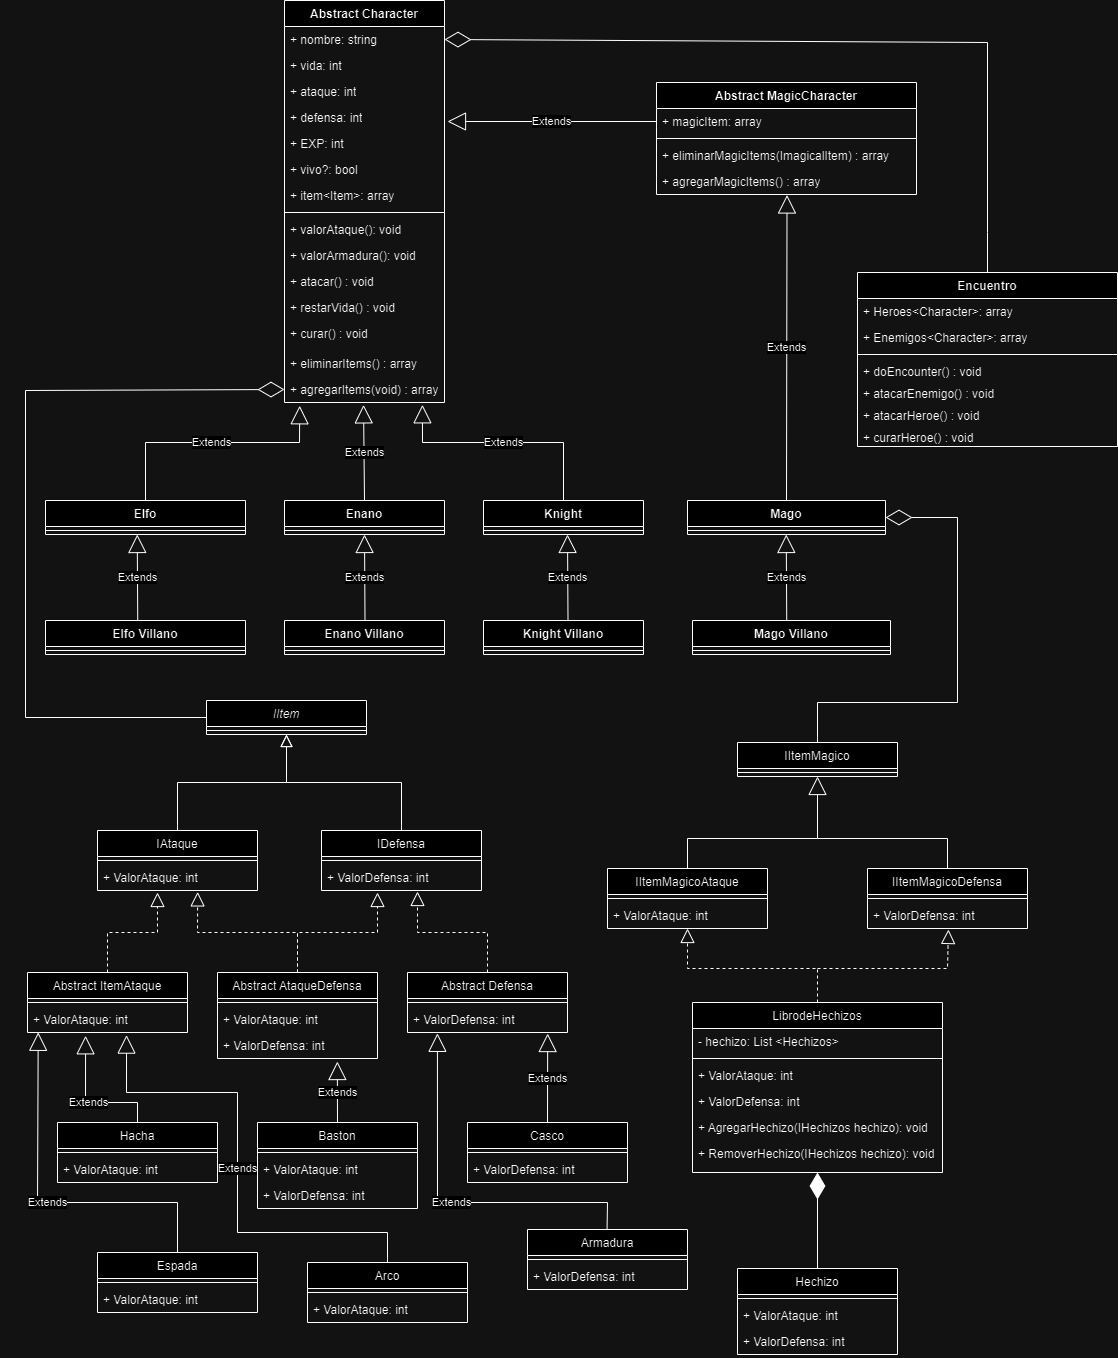 Abstract Character
+ nombre: string
+ vida: int
+ ataque: int
+ defensa: int
+ EXP: int
+ vivo?: bool
+ item<Item>: array
+ valorAtaque(): void
+ valorArmadura(): void
+ atacar() : void
+ restarVida() : void
+ curar() : void
+ eliminarItems() : array
+ agregarItems(void) : array
Extends
Abstract MagicCharacter
+ magicItem: array
+ eliminarMagicItems(ImagicalItem) : array
+ agregarMagicItems() : array
Extends
Encuentro
+ Heroes<Character>: array
+ Enemigos<Character>: array
+ doEncounter() : void
+ atacarEnemigo() : void
+ atacarHeroe() : void
+ curarHeroe() : void
Extends
Extends
Extends
Elfo
Enano
Knight
Mago
Extends
Extends
Extends
Extends
Elfo Villano
Enano Villano
Knight Villano
Mago Villano
IItem
IItemMagico
IAtaque
+ ValorAtaque: int
IDefensa
+ ValorDefensa: int
IItemMagicoAtaque
+ ValorAtaque: int
IItemMagicoDefensa
+ ValorDefensa: int
Abstract ItemAtaque
+ ValorAtaque: int
Abstract AtaqueDefensa
+ ValorAtaque: int
+ ValorDefensa: int
Abstract Defensa
+ ValorDefensa: int
LibrodeHechizos
- hechizo: List <Hechizos>
+ ValorAtaque: int
+ ValorDefensa: int
+ AgregarHechizo(IHechizos hechizo): void
+ RemoverHechizo(IHechizos hechizo): void
Extends
Extends
Extends
Hacha
+ ValorAtaque: int
Extends
Baston
+ ValorAtaque: int
+ ValorDefensa: int
Casco
+ ValorDefensa: int
Extends
Extends
Espada
+ ValorAtaque: int
Arco
+ ValorAtaque: int
Armadura
+ ValorDefensa: int
Hechizo
+ ValorAtaque: int
+ ValorDefensa: int